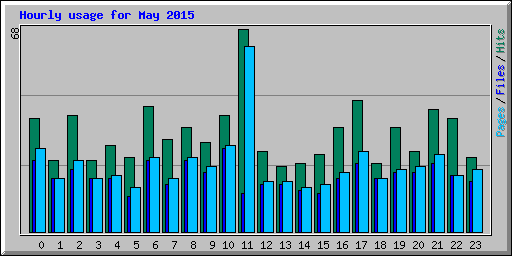 Hourly usage for May 2015
68
Pages / Files / Hits
0 1 2 3 4 5 6 7 8 9 10 11 12 13 14 15 16 17 18 19 20 21 22 23